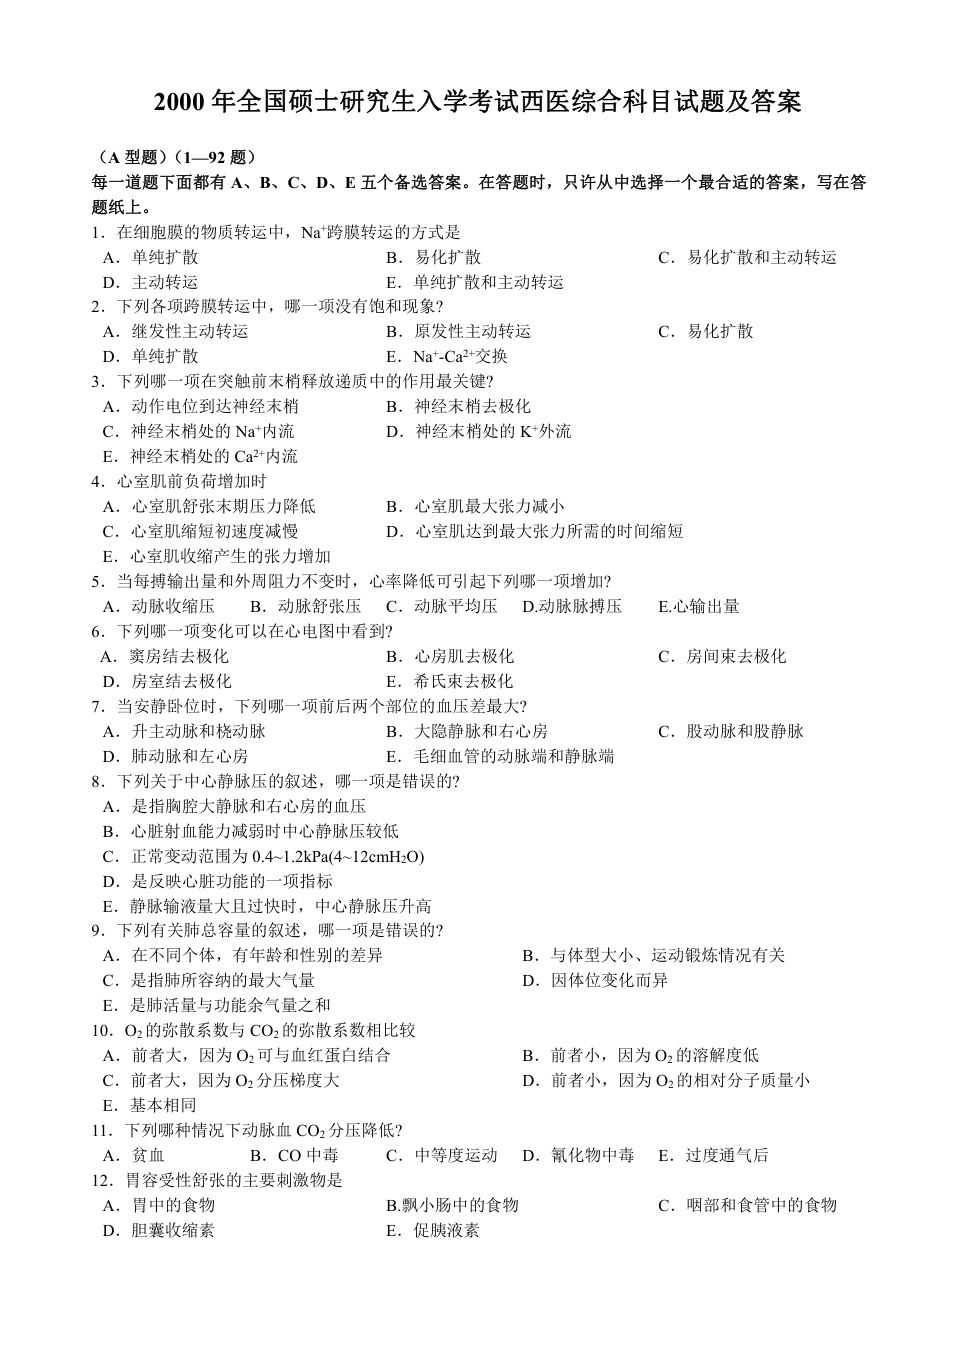 2000 年全国硕士研究生入学考试西医综合科目试题及答案
（A 型题）（1—92 题）
每一道题下面都有 A、B、C、D、E 五个备选答案。在答题时，只许从中选择一个最合适的答案，写在答
题纸上。
1．在细胞膜的物质转运中，Na⁺跨膜转运的方式是
A．单纯扩散 B．易化扩散 C．易化扩散和主动转运
D．主动转运 E．单纯扩散和主动转运
2．下列各项跨膜转运中，哪一项没有饱和现象?
A．继发性主动转运 B．原发性主动转运 C．易化扩散
D．单纯扩散 E．Na⁺-Ca²⁺交换
3．下列哪一项在突触前末梢释放递质中的作用最关键?
A．动作电位到达神经末梢 B．神经末梢去极化
C．神经末梢处的 Na⁺内流 D．神经末梢处的 K⁺外流
E．神经末梢处的 Ca²⁺内流
4．心室肌前负荷增加时
A．心室肌舒张末期压力降低 B．心室肌最大张力减小
C．心室肌缩短初速度减慢 D．心室肌达到最大张力所需的时间缩短
E．心室肌收缩产生的张力增加
5．当每搏输出量和外周阻力不变时，心率降低可引起下列哪一项增加?
A．动脉收缩压 B．动脉舒张压 C．动脉平均压 D.动脉脉搏压 E.心输出量
6．下列哪一项变化可以在心电图中看到?
A．窦房结去极化 B．心房肌去极化 C．房间束去极化
D．房室结去极化 E．希氏束去极化
7．当安静卧位时，下列哪一项前后两个部位的血压差最大?
A．升主动脉和桡动脉 B．大隐静脉和右心房 C．股动脉和股静脉
D．肺动脉和左心房 E．毛细血管的动脉端和静脉端
8．下列关于中心静脉压的叙述，哪一项是错误的?
A．是指胸腔大静脉和右心房的血压
B．心脏射血能力减弱时中心静脉压较低
C．正常变动范围为 0.4~1.2kPa(4~12cmH₂O)
D．是反映心脏功能的一项指标
E．静脉输液量大且过快时，中心静脉压升高
9．下列有关肺总容量的叙述，哪一项是错误的?
A．在不同个体，有年龄和性别的差异 B．与体型大小、运动锻炼情况有关
C．是指肺所容纳的最大气量 D．因体位变化而异
E．是肺活量与功能余气量之和
10．O₂ 的弥散系数与 CO₂ 的弥散系数相比较
A．前者大，因为 O₂ 可与血红蛋白结合 B．前者小，因为 O₂ 的溶解度低
C．前者大，因为 O₂ 分压梯度大 D．前者小，因为 O₂ 的相对分子质量小
E．基本相同
11．下列哪种情况下动脉血 CO₂ 分压降低?
A．贫血 B．CO 中毒 C．中等度运动 D．氰化物中毒 E．过度通气后
12．胃容受性舒张的主要刺激物是
A．胃中的食物 B.飘小肠中的食物 C．咽部和食管中的食物
D．胆囊收缩素 E．促胰液素